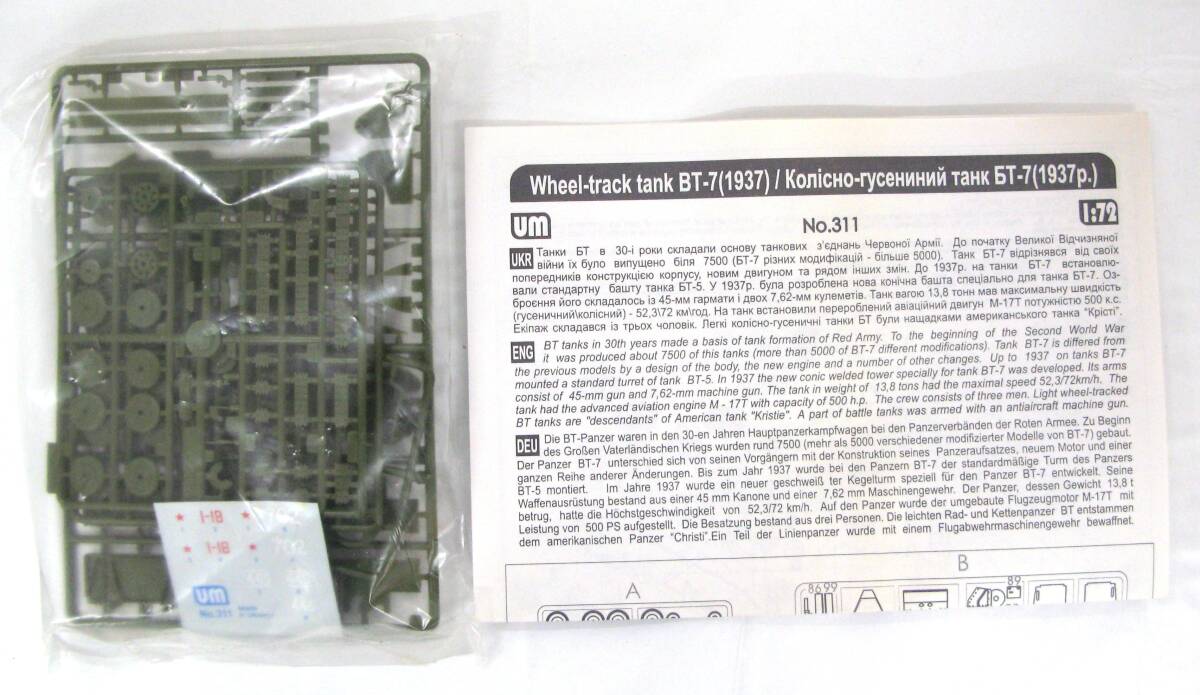 Wheel-track tank BT-7(1937) / Колісно-гусениний танк БТ-7(1937р.)
um
No.311
1:72
UKR Танки БТ в 30-і роки складали основу танкових з'єднань Червоної Армії. До початку Великої Відчизняної
війни їх було випущено біля 7500 (БТ-7 різних модифікацій - більше 5000). Танк БТ-7 відрізнявся від своїх
попередників конструкцією корпусу, новим двигуном та рядом інших змін. До 1937р. на танки БТ-7 встановлю-
вали стандартну башту танка БТ-5. У 1937р. була розроблена нова конічна башта спеціально для танка БТ-7. Оз-
броєння його складалось із 45-мм гармати і двох 7,62-мм кулеметів. Танк вагою 13,8 тонн мав максимальну швидкість
(гусеничний/колісний) - 52,3\72 км\год. На танк встановили перероблений авіаційний двигун М-17Т потужністю 500 к.с.
Екіпаж складався із трьох чоловік. Легкі колісно-гусеничні танки БТ були нащадками американського танка "Крісті".
ENG BT tanks in 30th years made a basis of tank formation of Red Army. To the beginning of the Second World War
it was produced about 7500 of this tanks (more than 5000 of BT-7 different modifications). Tank BT-7 is differed from
the previous models by a design of the body, the new engine and a number of other changes. Up to 1937 on tanks BT-7
mounted a standard turret of tank BT-5. In 1937 the new conic welded tower specially for tank BT-7 was developed. Its arms
consist of 45-mm gun and 7,62-mm machine gun. The tank in weight of 13,8 tons had the maximal speed 52,3/72km/h. The
tank had the advanced aviation engine M - 17T with capacity of 500 h.p. The crew consists of three men. Light wheel-tracked
BT tanks are "descendants" of American tank "Kristie". A part of battle tanks was armed with an antiaircraft machine gun.
DEU Die BT-Panzer waren in den 30-en Jahren Hauptpanzerkampfwagen bei den Panzerverbänden der Roten Armee. Zu Beginn
des Großen Vaterländischen Kriegs wurden rund 7500 (mehr als 5000 verschiedener modifizierter Modelle von BT-7) gebaut.
Der Panzer BT-7 unterschied sich von seinen Vorgängern mit der Konstruktion seines Panzeraufsatzes, neuem Motor und einer
ganzen Reihe anderer Änderungen. Bis zum Jahr 1937 wurde bei den Panzern BT-7 der standardmäßige Turm des Panzers
BT-5 montiert. Im Jahre 1937 wurde ein neuer geschweiß ter Kegelturm speziell für den Panzer BT-7 entwickelt. Seine
Waffenausrüstung bestand aus einer 45 mm Kanone und einer 7,62 mm Maschinengewehr. Der Panzer, dessen Gewicht 13,8 t
betrug, hatte die Höchstgeschwindigkeit von 52,3/72 km/h. Auf den Panzer wurde der umgebaute Flugzeugmotor M-17T mit
Leistung von 500 PS aufgestellt. Die Besatzung bestand aus drei Personen. Die leichten Rad- und Kettenpanzer BT entstammen
dem amerikanischen Panzer "Christi".Ein Teil der Linienpanzer wurde mit einem Flugabwehrmaschinengewehr bewaffnet.
A
B
86 99
89
1-18
1-18
702
um
No.311